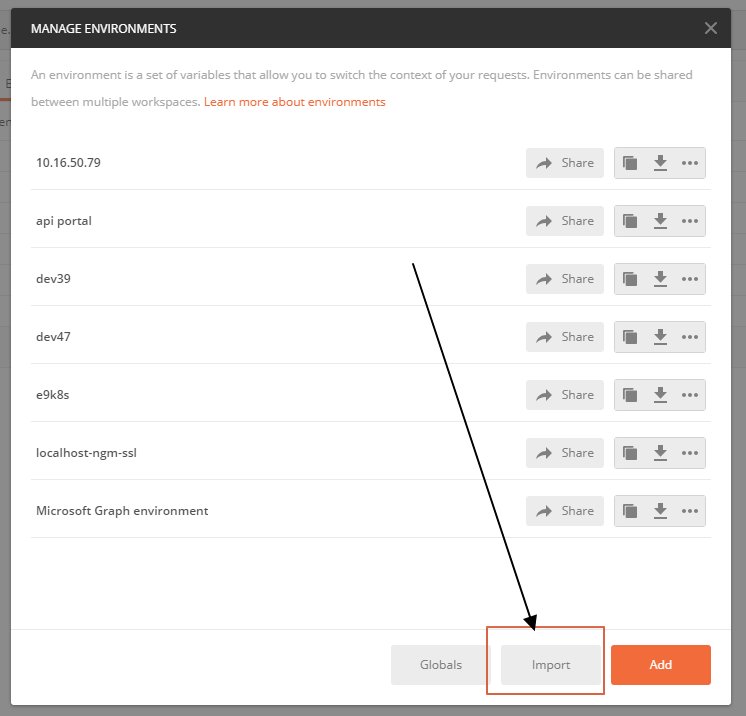 MANAGE ENVIRONMENTS
An environment is a set of variables that allow you to switch the context of your requests. Environments can be shared
between multiple workspaces. Learn more about environments
10.16.50.79 Share
api portal Share
dev39 Share
dev47 Share
e9k8s Share
localhost-ngm-ssl Share
Microsoft Graph environment Share
Globals Import Add